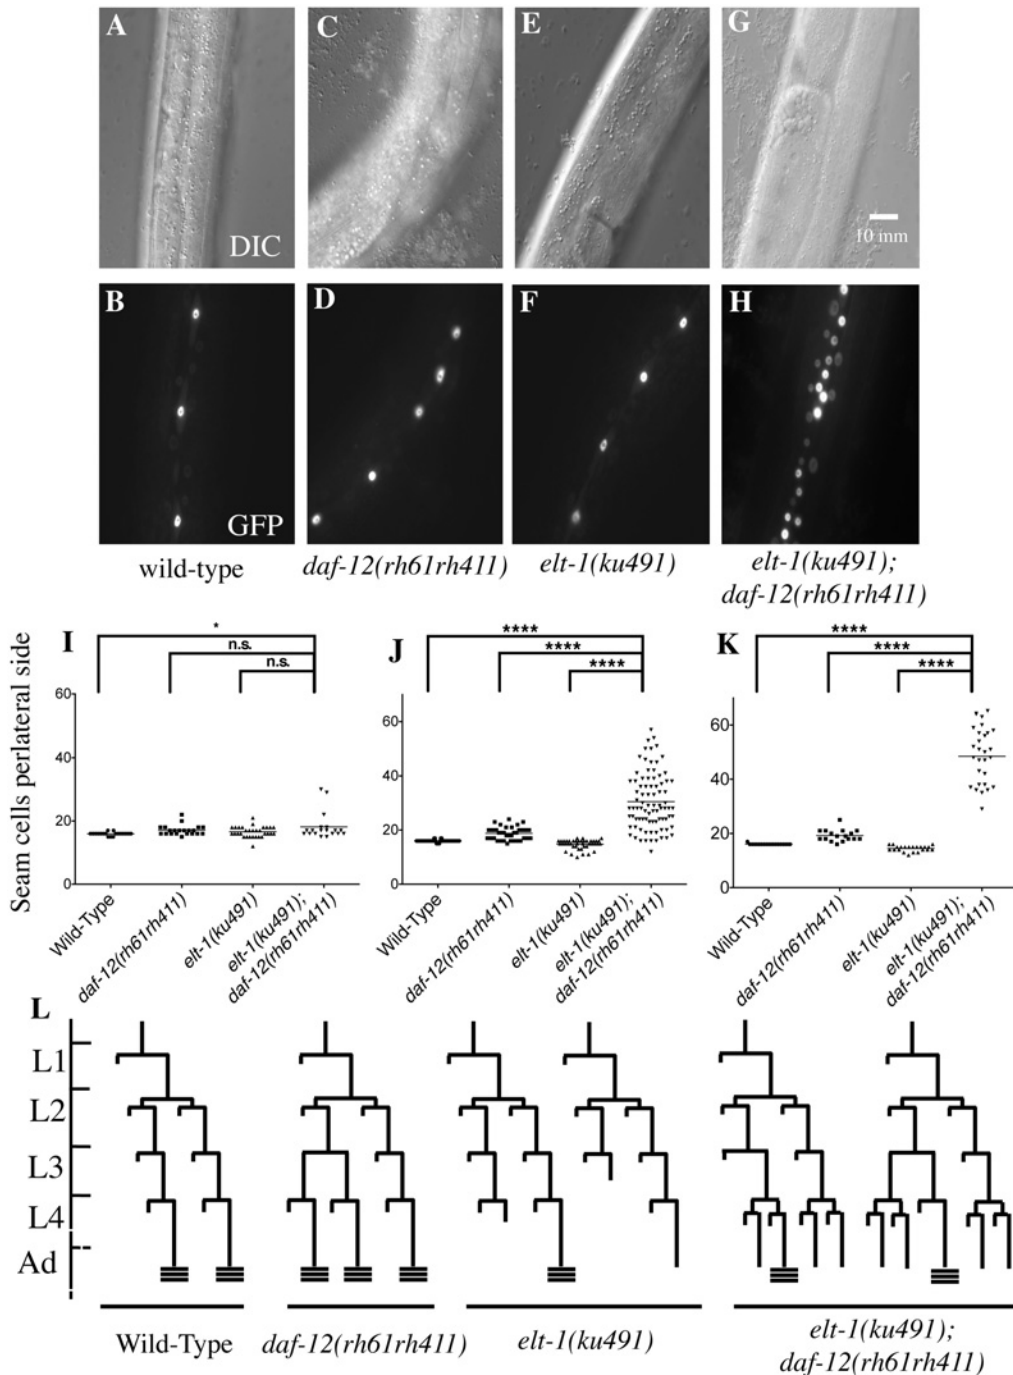 A
C
E
G
DIC
10 mm
B
D
F
H
GFP
wild-type
daf-12(rh61rh411)
elt-1(ku491)
elt-1(ku491);
daf-12(rh61rh411)
Seam cells perlateral side
I
*
n.s.
n.s.
60
40
20
0
Wild-Type
daf-12(rh61rh411)
elt-1(ku491)
elt-1(ku491);
daf-12(rh61rh411)
J
****
****
****
60
40
20
0
Wild-Type
daf-12(rh61rh411)
elt-1(ku491)
elt-1(ku491);
daf-12(rh61rh411)
K
****
****
****
60
40
20
0
Wild-Type
daf-12(rh61rh411)
elt-1(ku491)
elt-1(ku491);
daf-12(rh61rh411)
L
L1
L2
L3
L4
Ad
Wild-Type
daf-12(rh61rh411)
elt-1(ku491)
elt-1(ku491);
daf-12(rh61rh411)